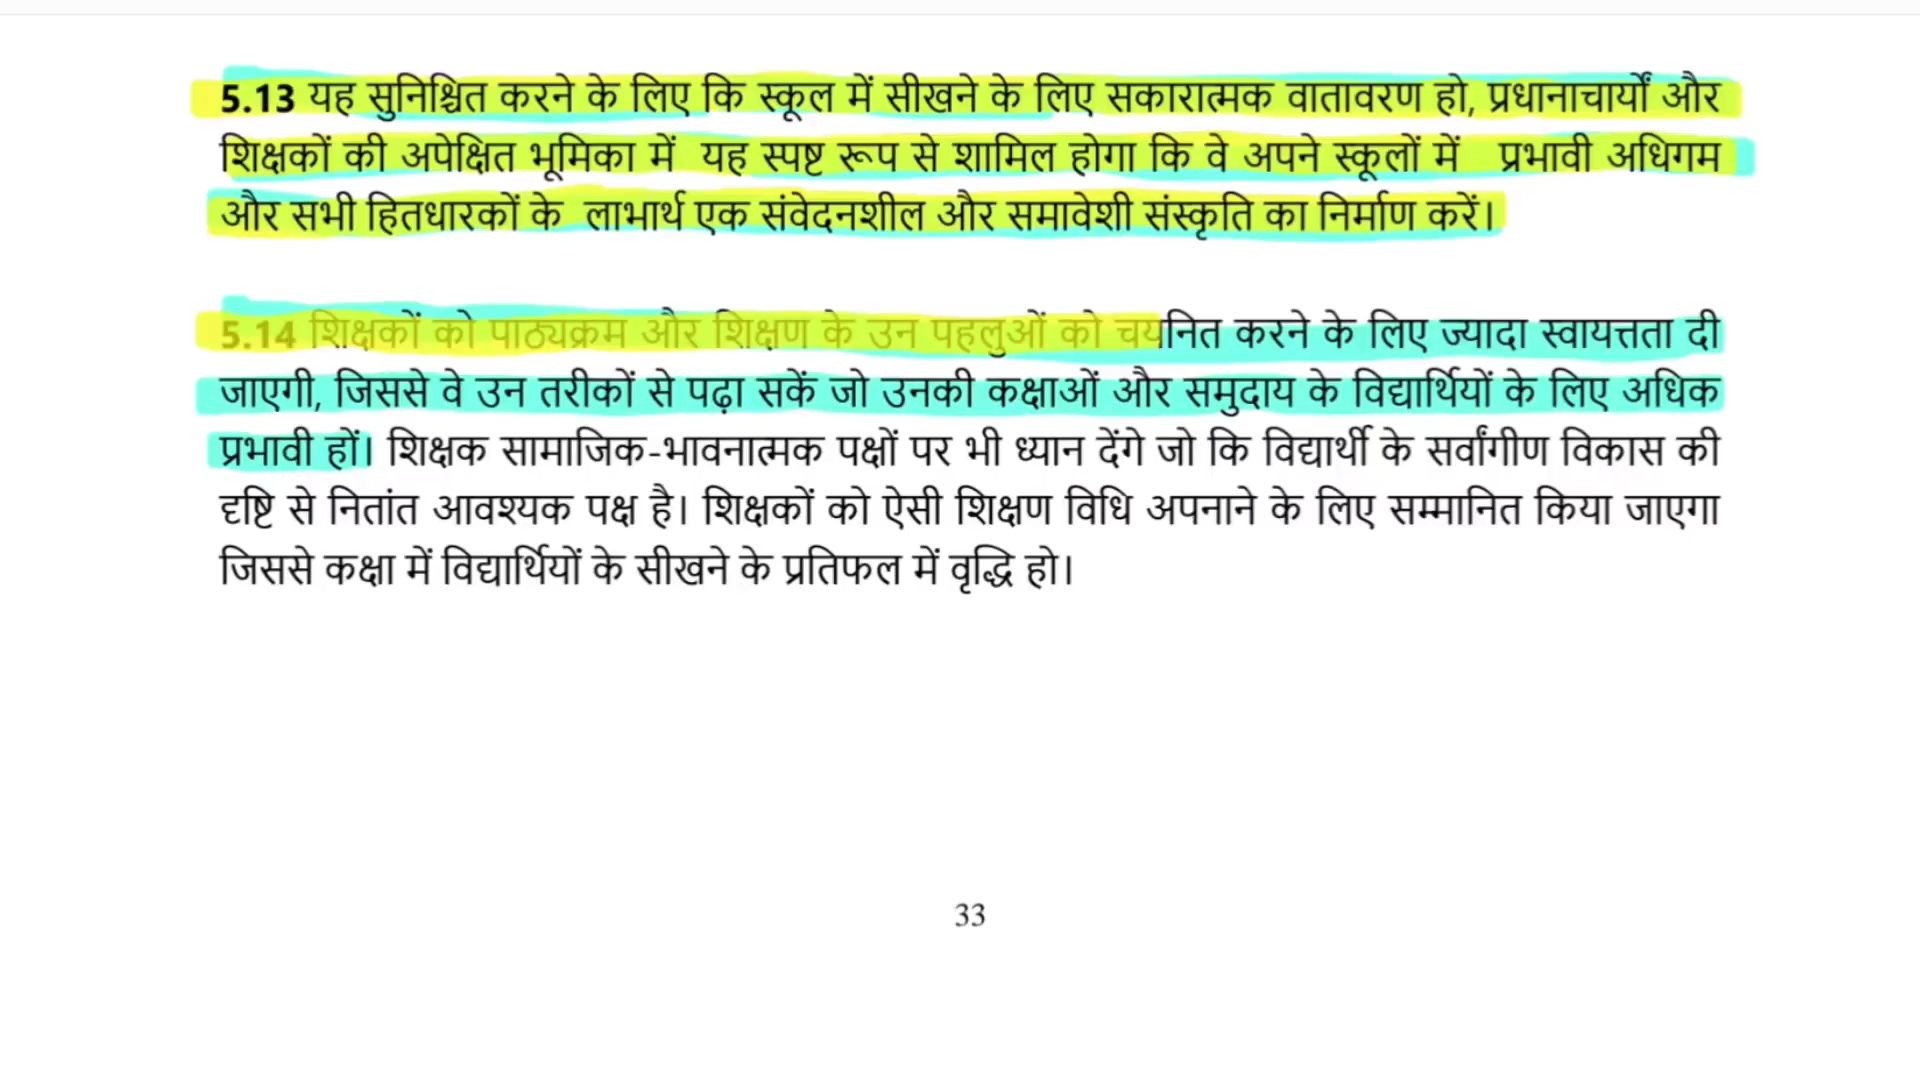 5.13 यह सुनिश्चित करने के लिए कि स्कूल में सीखने के लिए सकारात्मक वातावरण हो, प्रधानाचार्यों और
शिक्षकों की अपेक्षित भूमिका में यह स्पष्ट रूप से शामिल होगा कि वे अपने स्कूलों में प्रभावी अधिगम
और सभी हितधारकों के लाभार्थ एक संवेदनशील और समावेशी संस्कृति का निर्माण करें।
5.14 शिक्षकों को पाठ्यक्रम और शिक्षण के उन पहलुओं को चयनित करने के लिए ज्यादा स्वायत्तता दी
जाएगी, जिससे वे उन तरीकों से पढ़ा सकें जो उनकी कक्षाओं और समुदाय के विद्यार्थियों के लिए अधिक
प्रभावी हों। शिक्षक सामाजिक-भावनात्मक पक्षों पर भी ध्यान देंगे जो कि विद्यार्थी के सर्वांगीण विकास की
दृष्टि से नितांत आवश्यक पक्ष है। शिक्षकों को ऐसी शिक्षण विधि अपनाने के लिए सम्मानित किया जाएगा
जिससे कक्षा में विद्यार्थियों के सीखने के प्रतिफल में वृद्धि हो।
33